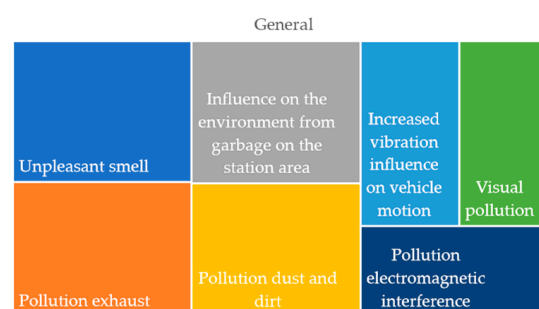 General
Unpleasant smell
Influence on the
environment from
garbage on the
station area
Increased
vibration
influence
on vehicle
motion
Visual
pollution
Pollution exhaust
Pollution dust and
dirt
Pollution
electromagnetic
interference